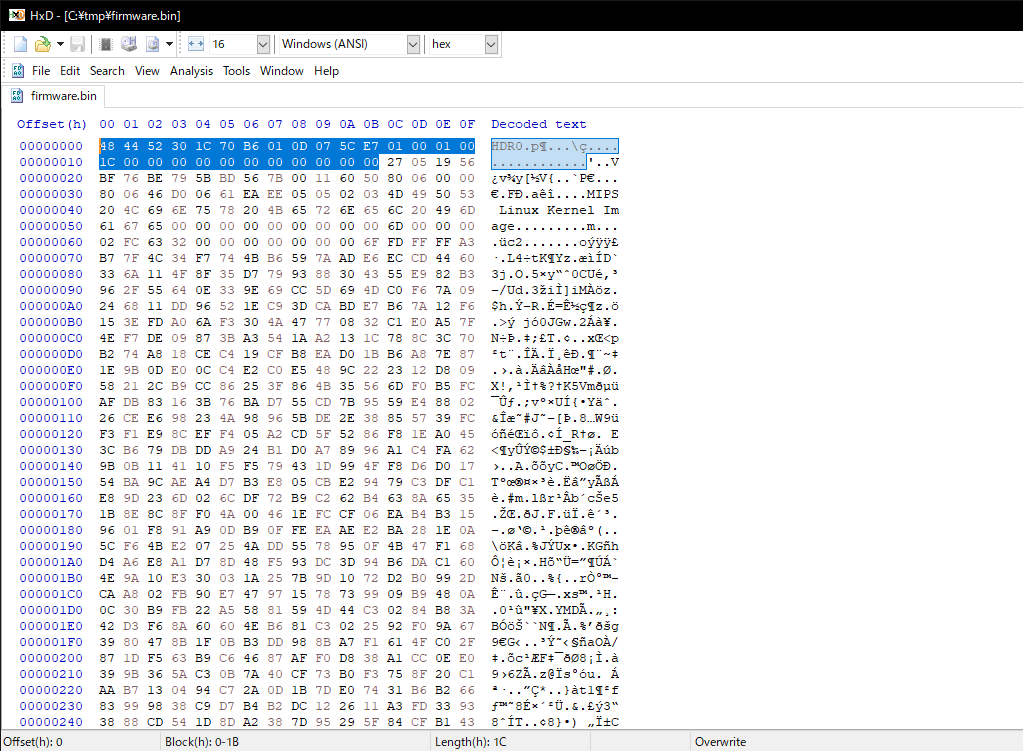 HxD - [C:¥tmp¥firmware.bin]
16 Windows (ANSI) hex
File Edit Search View Analysis Tools Window Help
firmware.bin
Offset(h) 00 01 02 03 04 05 06 07 08 09 0A 0B 0C 0D 0E 0F Decoded text
00000000 48 44 52 30 1C 70 B6 01 0D 07 5C E7 01 00 01 00 HDR0.p¶...\ç....
00000010 1C 00 00 00 00 00 00 00 00 00 00 00 27 05 19 56 ............'..V
00000020 BF 76 BE 79 5B BD 56 7B 00 11 60 50 80 06 00 00 ¿v¾y[½V{..`P€...
00000030 80 06 46 D0 06 61 EA EE 05 05 02 03 4D 49 50 53 €.FÐ.aêî....MIPS
00000040 20 4C 69 6E 75 78 20 4B 65 72 6E 65 6C 20 49 6D Linux Kernel Im
00000050 61 67 65 00 00 00 00 00 00 00 00 00 6D 00 00 00 age.........m...
00000060 02 FC 63 32 00 00 00 00 00 00 00 6F FD FF FF A3 .üc2.......oýÿÿ£
00000070 B7 7F 4C 34 F7 74 4B B6 59 7A AD E6 EC CD 44 60 ·.L4÷tK¶Yz.æìÍD`
00000080 33 6A 11 4F 8F 35 D7 79 93 88 30 43 55 E9 82 B3 3j.O.5×y“ˆ0CUé‚³
00000090 96 2F 55 64 0E 33 9E 69 CC 5D 69 4D C0 F6 7A 09 –/Ud.3žiÌ]iMÀöz.
000000A0 24 68 11 DD 96 52 1E C9 3D CA BD E7 B6 7A 12 F6 $h.Ý–R.É=Ê½ç¶z.ö
000000B0 15 3E FD A0 6A F3 30 4A 47 77 08 32 C1 E0 A5 7F .>ý jó0JGw.2Áà¥.
000000C0 4E F7 DE 09 87 3B A3 54 1A A2 13 1C 78 8C 3C 70 N÷Þ.‡;£T.¢..xŒ<p
000000D0 B2 74 A8 18 CE C4 19 CF B8 EA D0 1B B6 A8 7E 87 ²t¨.ÎÄ.Ï¸êÐ.¶¨~‡
000000E0 1E 9B 0D E0 0C C4 E2 C0 E5 48 9C 22 23 12 D8 09 .›.à.ÄâÀåHœ"#.Ø.
000000F0 58 21 2C B9 CC 86 25 3F 86 4B 35 56 6D F0 B5 FC X!,¹Ì†%?†K5Vmðµü
00000100 AF DB 83 16 3B 76 BA D7 55 CD 7B 95 59 E4 88 02 ¯Ûƒ.;vº×UÍ{•Yäˆ.
00000110 26 CE E6 98 23 4A 98 96 5B DE 2E 38 85 57 39 FC &Îæ˜#J˜–[Þ.8…W9ü
00000120 F3 F1 E9 8C EF F4 05 A2 CD 5F 52 86 F8 1E A0 45 óñéŒïô.¢Í_R†ø. E
00000130 3C B6 79 DB DD A9 24 B1 D0 A7 89 96 A1 C4 FA 62 <¶yÛÝ©$±Ð§‰–¡Äúb
00000140 9B 0B 11 41 10 F5 F5 79 43 1D 99 4F F8 D6 D0 17 ›..A.õõyC.™OøÖÐ.
00000150 54 BA 9C AE A4 D7 B3 E8 05 CB E2 94 79 C3 DF C1 Tºœ®¤×³è.Ëâ”yÃßÁ
00000160 E8 9D 23 6D 02 6C DF 72 B9 C2 62 B4 63 8A 65 35 è.#m.lßr¹Âb´cŠe5
00000170 1B 8E 8C 8F F0 4A 00 46 1E FC CF 06 EA B4 B3 15 .ŽŒ.ðJ.F.üÏ.ê´³.
00000180 96 01 F8 91 A9 0D B9 0F FE EA AE E2 BA 28 1E 0A –.ø‘©.¹.þê®âº(..
00000190 5C F6 4B E2 07 25 4A DD 55 78 95 0F 4B 47 F1 68 \öKâ.%JÝUx•.KGñh
000001A0 D4 A6 E8 A1 D7 8D 48 F5 93 DC 3D 94 B6 DA C1 60 Ô¦è¡×.Hõ“Ü=”¶ÚÁ`
000001B0 4E 9A 10 E3 30 03 1A 25 7B 9D 10 72 D2 B0 99 2D Nš.ã0..%{..rÒ°™-
000001C0 CA A8 02 FB 90 E7 47 97 15 78 73 99 09 B9 48 0A Ê¨.û.çG—.xs™.¹H.
000001D0 0C 30 B9 FB 22 A5 58 81 59 4D 44 C3 02 84 B8 3A .0¹û"¥X.YMDÃ.„¸:
000001E0 42 D3 F6 8A 60 60 4E B6 81 C3 02 25 92 F0 9A 67 BÓöŠ``N¶.Ã.%’ðšg
000001F0 39 80 47 8B 1F 0B B3 DD 98 8B A7 F1 61 4F C0 2F 9€G‹..³Ý˜‹§ñaOÀ/
00000200 87 1D F5 63 B9 C6 46 87 AF F0 D8 38 A1 CC 0E E0 ‡.õc¹ÆF‡¯ðØ8¡Ì.à
00000210 39 9B 36 5A C3 0B 7A 40 CF 73 B0 F3 75 8F 20 C1 9›6ZÃ.z@Ïs°óu. Á
00000220 AA B7 13 04 94 C7 2A 0D 1B 7D E0 74 31 B6 B2 66 ª·..”Ç*..}àt1¶²f
00000230 83 99 98 38 C9 D7 B4 B2 DC 12 26 11 A3 FD 33 93 ƒ™˜8É×´²Ü.&.£ý3“
00000240 38 88 CD 54 1D 8D A2 38 7D 95 29 5F 84 CF B1 43 8ˆÍT..¢8}•)_„Ï±C
Offset(h): 0 Block(h): 0-1B Length(h): 1C Overwrite